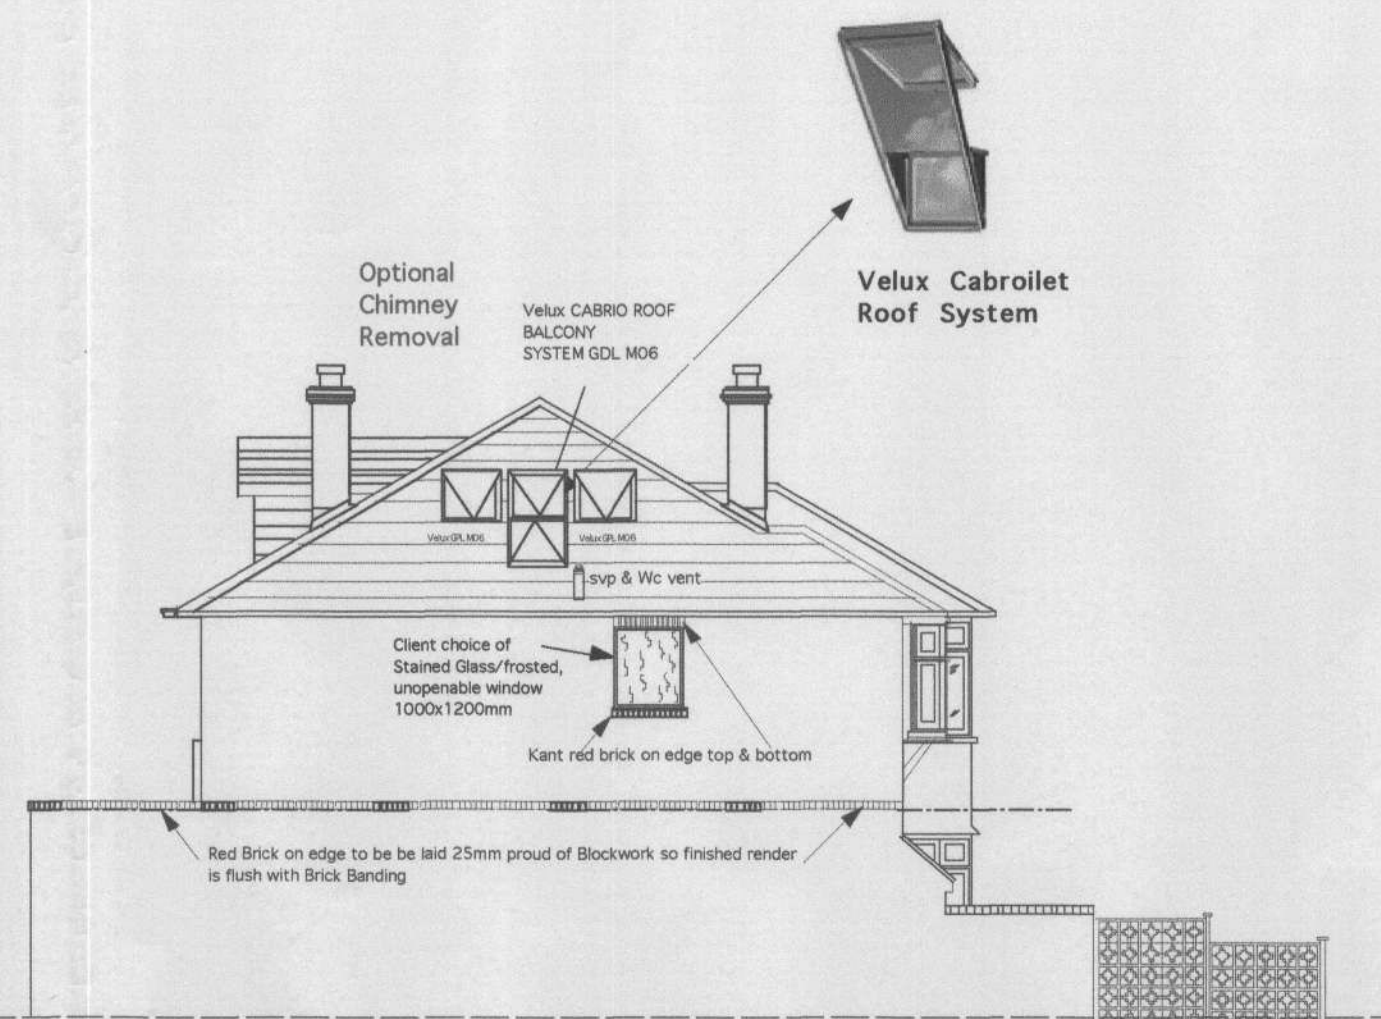 Velux Cabroilet
Roof System
Optional
Chimney
Removal
Velux CABRIO ROOF
BALCONY
SYSTEM GDL M06
Velux GPL M06
Velux GPL M06
svp & Wc vent
Client choice of
Stained Glass/frosted,
unopenable window
1000x1200mm
Kant red brick on edge top & bottom
Red Brick on edge to be be laid 25mm proud of Blockwork so finished render
is flush with Brick Banding